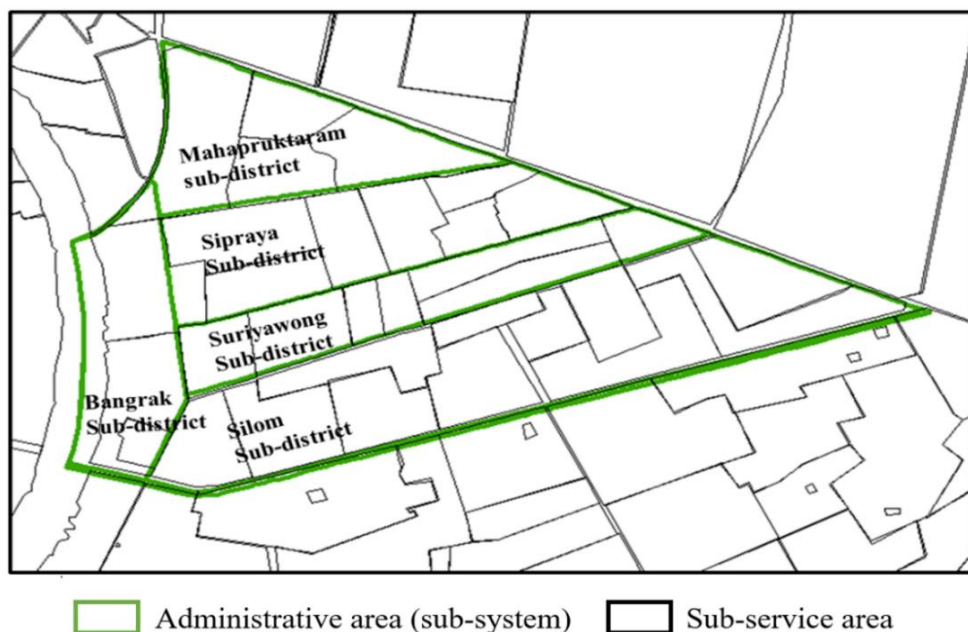 Mahapruktaram
sub-district
Sipraya
Sub-district
Suriyawong
Sub-district
Bangrak
Sub-district
Silom
Sub-district
Administrative area (sub-system)
Sub-service area